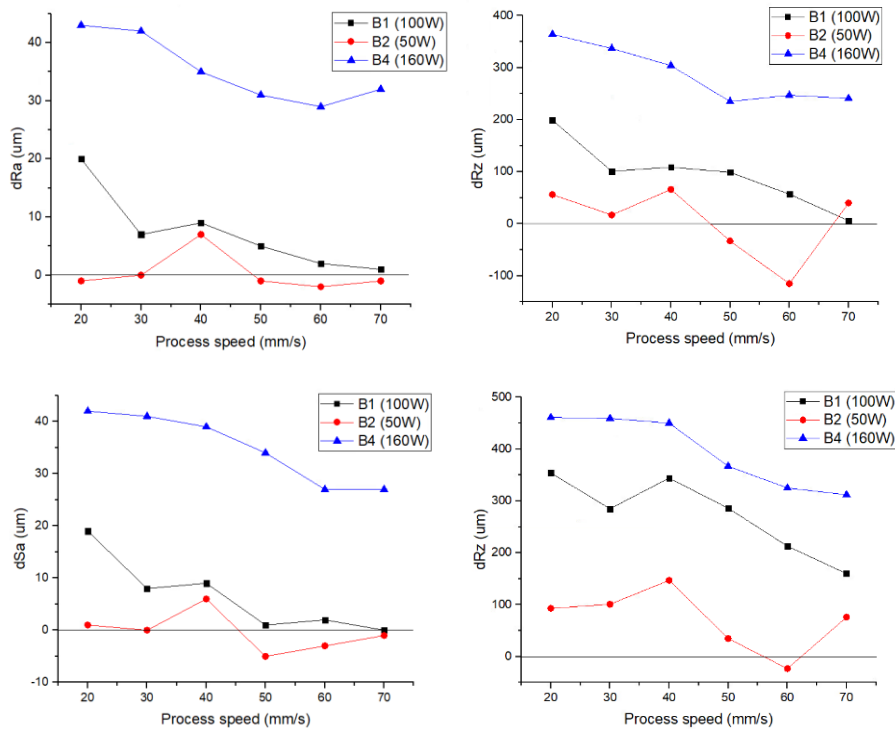 B1 (100W)
B2 (50W)
B4 (160W)
40
30
20
10
0
dRa (um)
20 30 40 50 60 70
Process speed (mm/s)
B1 (100W)
B2 (50W)
B4 (160W)
400
300
200
100
0
-100
dRz (um)
20 30 40 50 60 70
Process speed (mm/s)
B1 (100W)
B2 (50W)
B4 (160W)
40
30
20
10
0
-10
dSa (um)
20 30 40 50 60 70
Process speed (mm/s)
B1 (100W)
B2 (50W)
B4 (160W)
500
400
300
200
100
0
dRz (um)
20 30 40 50 60 70
Process speed (mm/s)